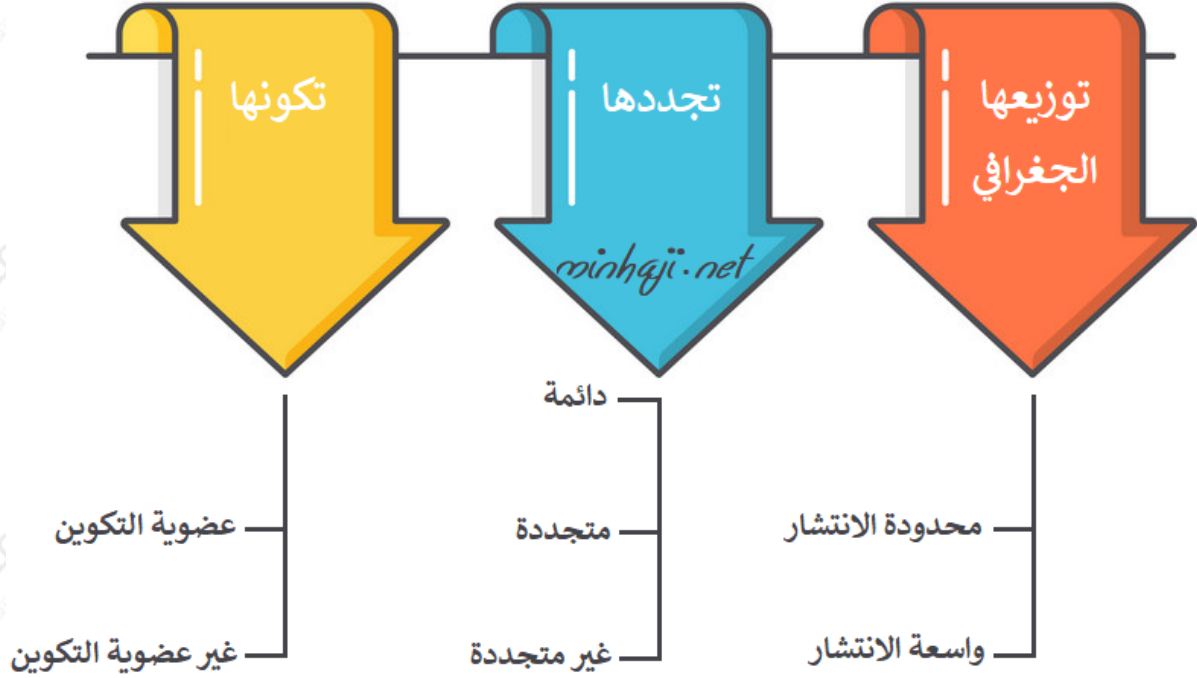 توزيعها
الجغرافي
محدودة الانتشار
واسعة الانتشار
تجددها
minhaji.net
دائمة
متجددة
غير متجددة
تكونها
عضوية التكوين
غير عضوية التكوين